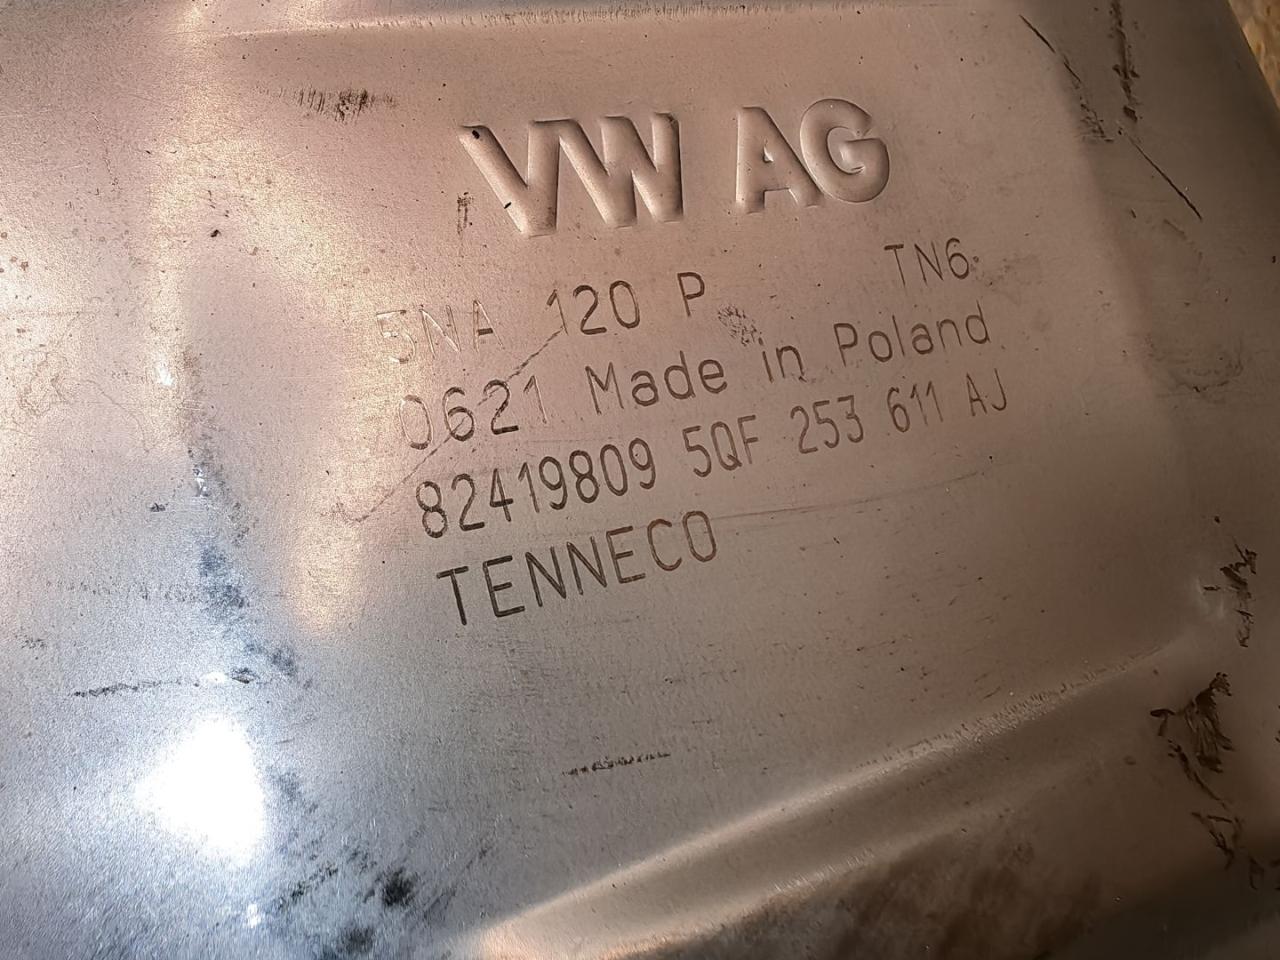 VW AG
5NA 120 P TN6
0621 Made in Poland
82419809 5QF 253 611 AJ
TENNECO